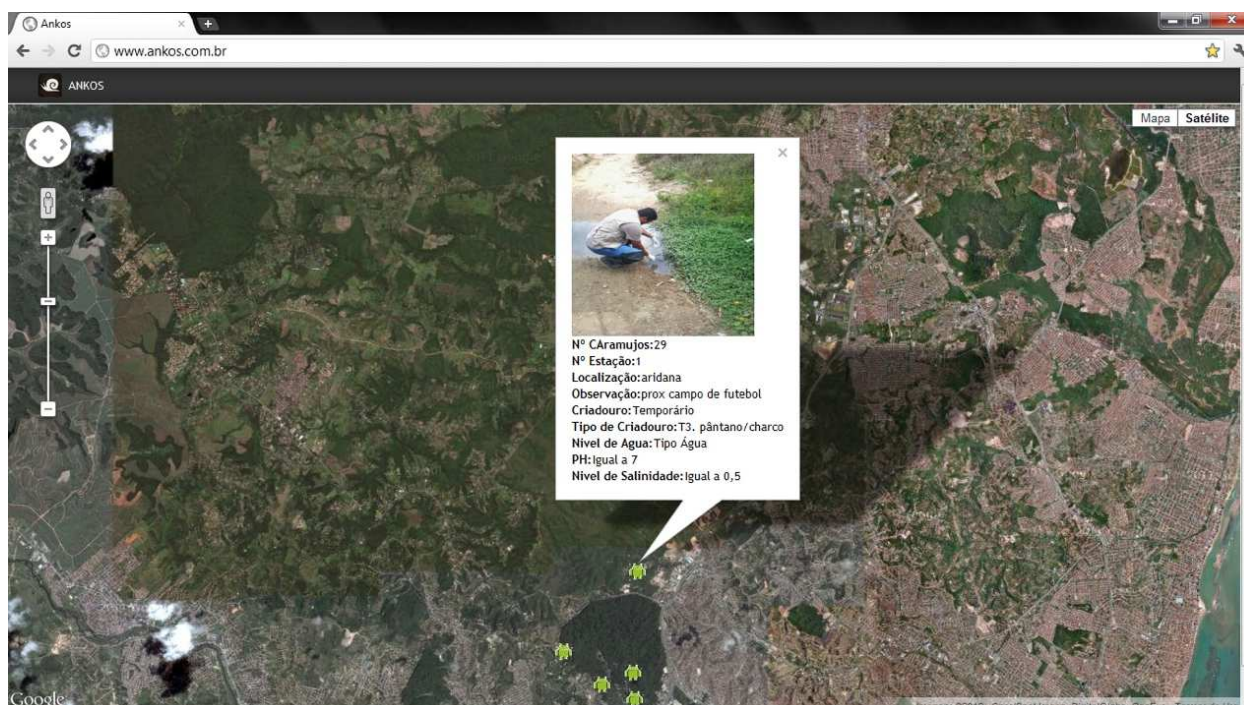 Ankos
www.ankos.com.br
ANKOS
Mapa Satélite
Nº CAramujos:29
Nº Estação:1
Localização:aridana
Observação:prox campo de futebol
Criadouro:Temporário
Tipo de Criadouro:T3. pântano/charco
Nivel de Agua:Tipo Água
PH:Igual a 7
Nivel de Salinidade:Igual a 0,5
Google